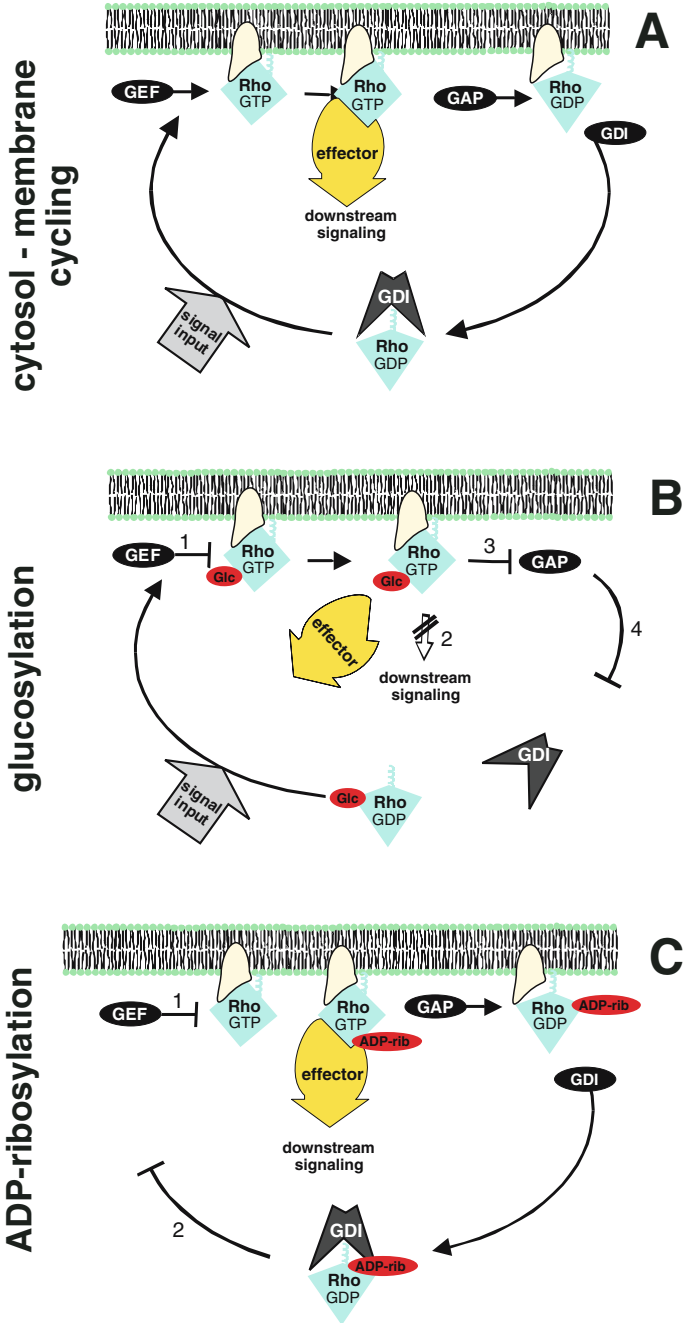 A
cytosol - membrane
cycling
GEF
Rho
GTP
Rho
GTP
GAP
Rho
GDP
GDI
effector
downstream
signaling
GDI
Rho
GDP
signal
input
B
glucosylation
GEF
1
Rho
GTP
Glc
Rho
GTP
Glc
3
GAP
4
effector
2
downstream
signaling
GDI
signal
input
Glc
Rho
GDP
C
ADP-ribosylation
GEF
1
Rho
GTP
Rho
GTP
ADP-rib
GAP
Rho
GDP
ADP-rib
effector
GDI
downstream
signaling
2
GDI
ADP-rib
Rho
GDP